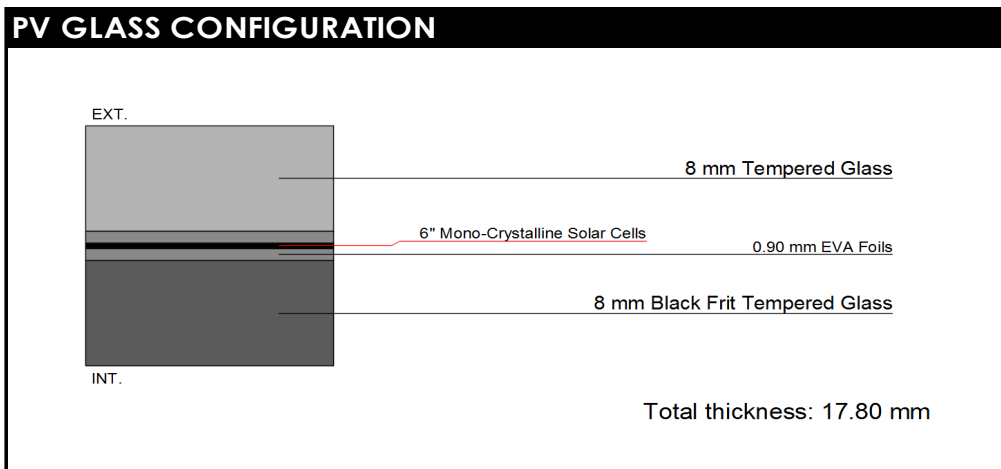 PV GLASS CONFIGURATION
EXT.
8 mm Tempered Glass
6" Mono-Crystalline Solar Cells
0.90 mm EVA Foils
8 mm Black Frit Tempered Glass
INT.
Total thickness: 17.80 mm